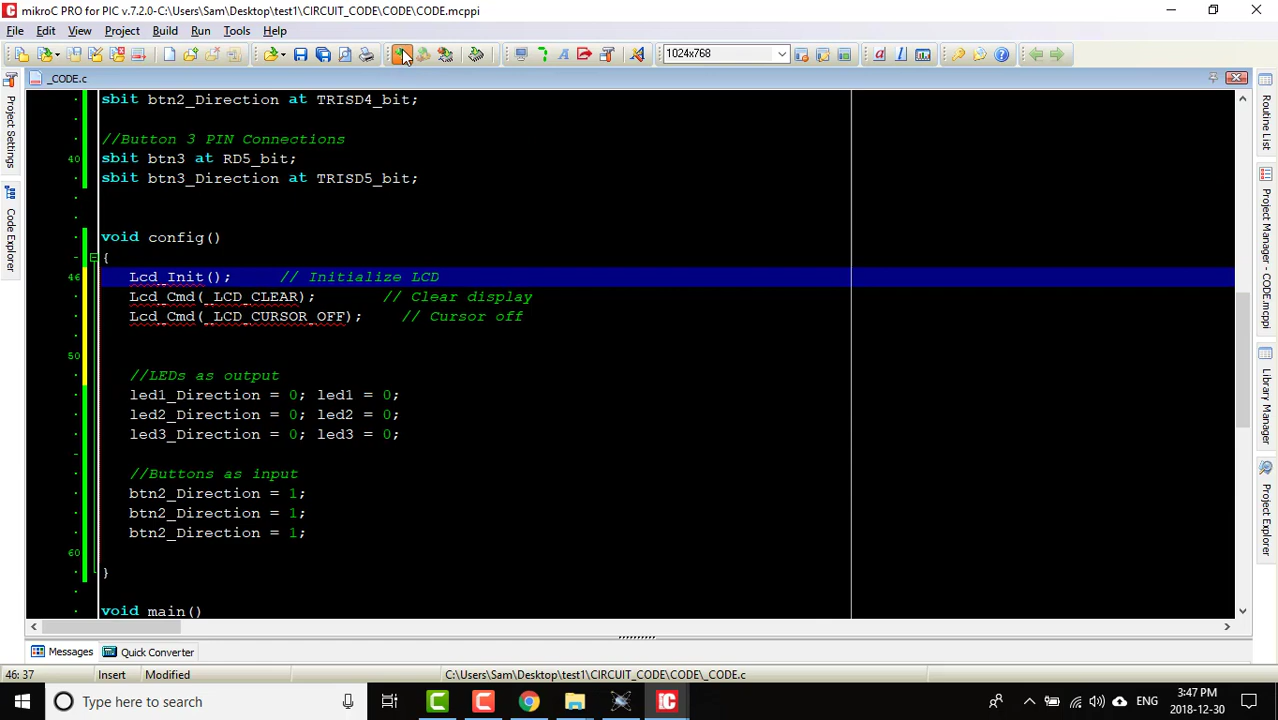 mikroC PRO for PIC v.7.2.0-C:\Users\Sam\Desktop\test1\CIRCUIT_CODE\CODE\CODE.mcppi
File Edit View Project Build Run Tools Help
1024x768
_CODE.c
sbit btn2_Direction at TRISD4_bit;
//Button 3 PIN Connections
40 sbit btn3 at RD5_bit;
sbit btn3_Direction at TRISD5_bit;
void config()
{
46 Lcd_Init(); // Initialize LCD
Lcd_Cmd(_LCD_CLEAR); // Clear display
Lcd_Cmd(_LCD_CURSOR_OFF); // Cursor off
50
//LEDs as output
led1_Direction = 0; led1 = 0;
led2_Direction = 0; led2 = 0;
led3_Direction = 0; led3 = 0;
//Buttons as input
btn2_Direction = 1;
btn2_Direction = 1;
btn2_Direction = 1;
60
}
void main()
Project Settings
Code Explorer
Routine List
Project Manager - CODE.mcppi
Library Manager
Project Explorer
Messages Quick Converter
46: 37 Insert Modified C:\Users\Sam\Desktop\test1\CIRCUIT_CODE\CODE\_CODE.c
Type here to search
ENG
3:47 PM
2018-12-30